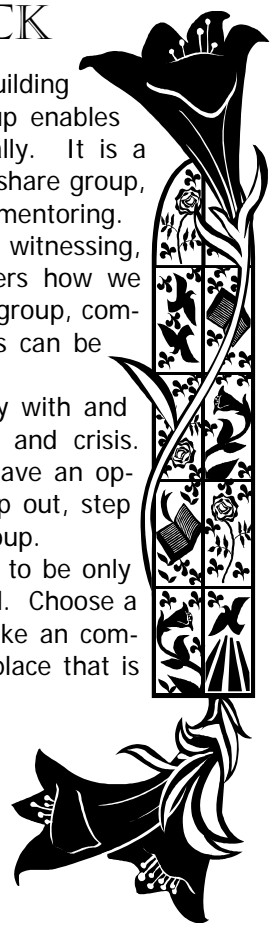 CK
uilding
up enables
ally. It is a
share group,
mentoring.
witnessing,
ers how we
group, com-
s can be
y with and
and crisis.
ave an op-
p out, step
oup.
to be only
l. Choose a
ke an com-
place that is